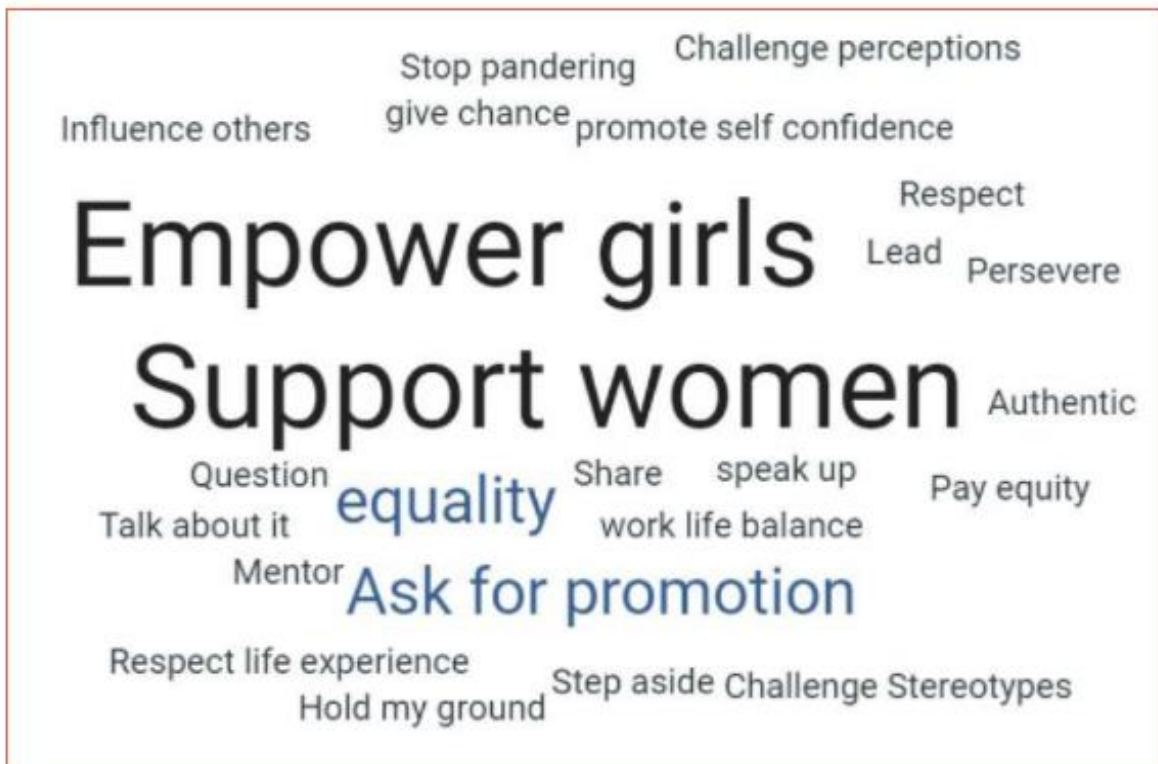 Challenge perceptions
Stop pandering
give chance
promote self confidence
Influence others
Respect
Empower girls
Lead
Persevere
Support women
Authentic
Question
equality
Share
speak up
Pay equity
Talk about it
work life balance
Mentor
Ask for promotion
Respect life experience
Step aside
Challenge Stereotypes
Hold my ground